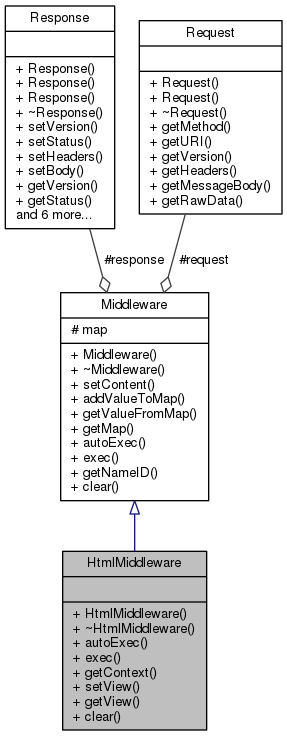 Response
+ Response()
+ Response()
+ Response()
+ ~Response()
+ setVersion()
+ setStatus()
+ setHeaders()
+ setBody()
+ getVersion()
+ getStatus()
and 6 more...
Request
+ Request()
+ Request()
+ ~Request()
+ getMethod()
+ getURI()
+ getVersion()
+ getHeaders()
+ getMessageBody()
+ getRawData()
#response
#request
Middleware
# map
+ Middleware()
+ ~Middleware()
+ setContent()
+ addValueToMap()
+ getValueFromMap()
+ getMap()
+ autoExec()
+ exec()
+ getNameID()
+ clear()
HtmlMiddleware
+ HtmlMiddleware()
+ ~HtmlMiddleware()
+ autoExec()
+ exec()
+ getContext()
+ setView()
+ getView()
+ clear()